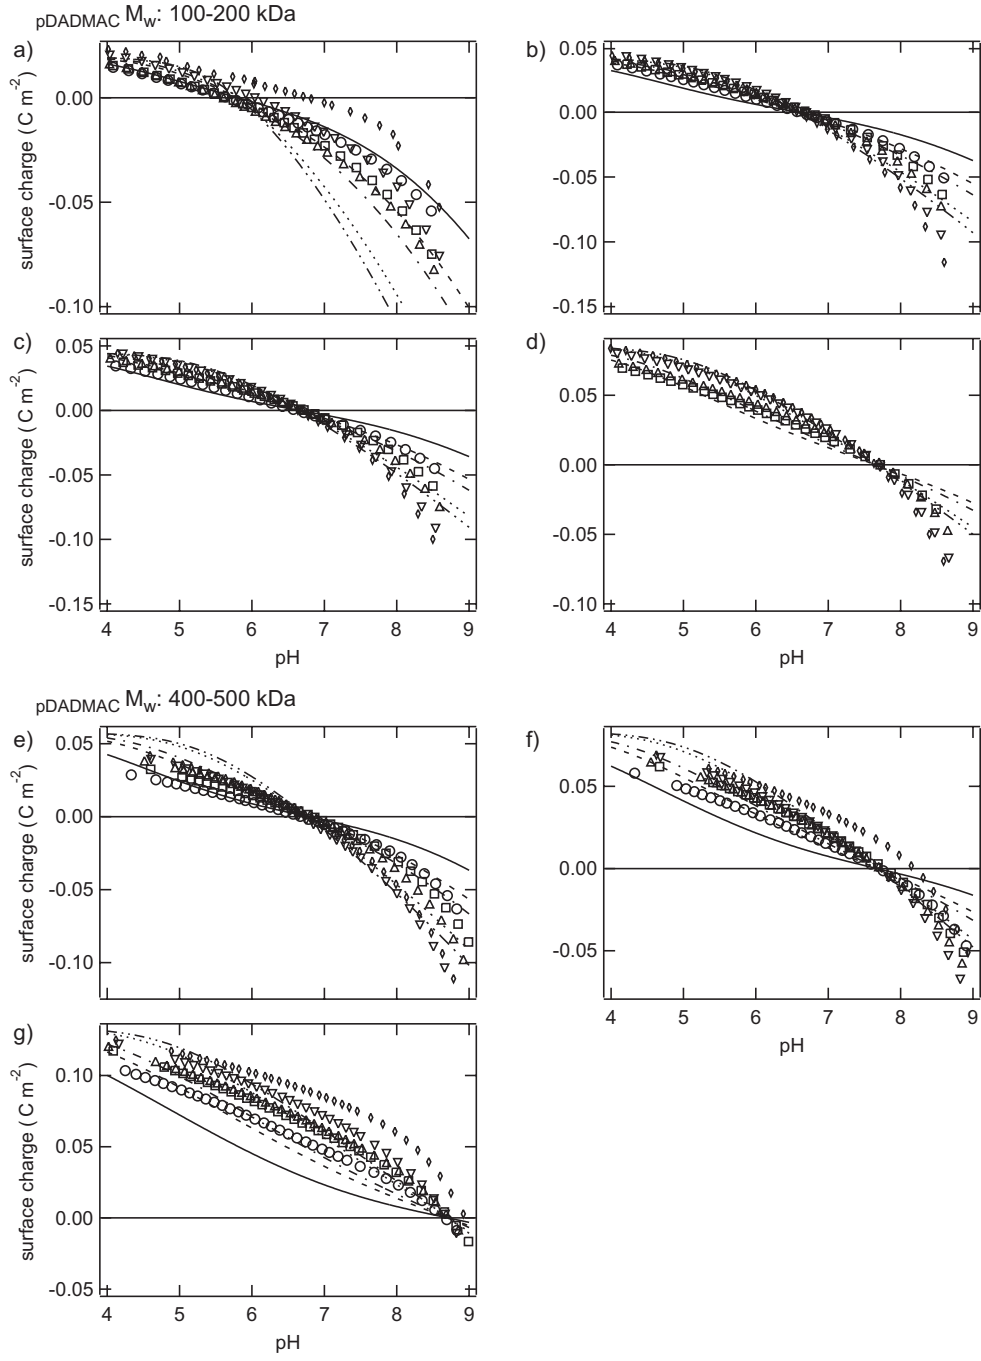 pDADMAC Mw: 100-200 kDa
a)
surface charge ( C m-2)
0.00
-0.05
-0.10
b)
0.05
0.00
-0.05
-0.10
-0.15
c)
surface charge ( C m-2)
0.05
0.00
-0.05
-0.10
-0.15
4 5 6 7 8 9
pH
d)
0.05
0.00
-0.05
-0.10
4 5 6 7 8 9
pH
pDADMAC Mw: 400-500 kDa
e)
surface charge ( C m-2)
0.05
0.00
-0.05
-0.10
f)
0.05
0.00
-0.05
4 5 6 7 8 9
pH
g)
surface charge ( C m-2)
0.10
0.05
0.00
-0.05
4 5 6 7 8 9
pH